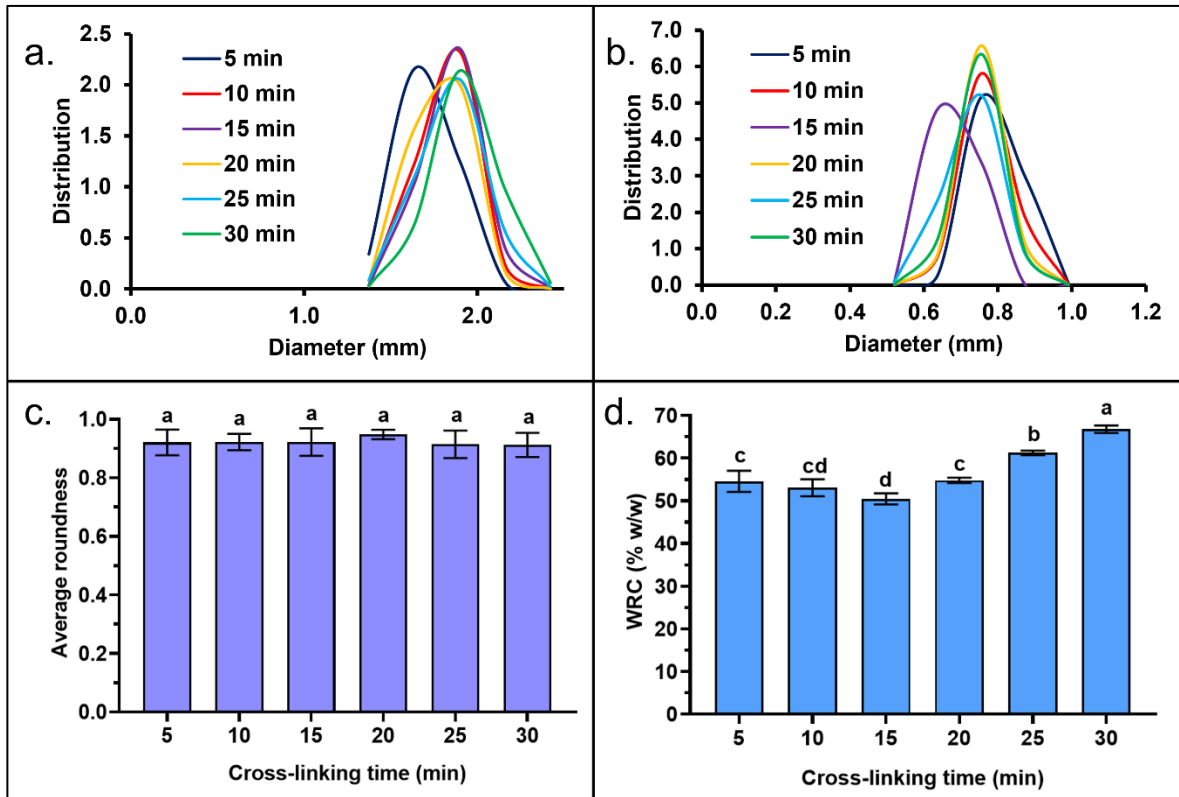 a.
2.5
2.0
1.5
1.0
0.5
0.0
Distribution
5 min
10 min
15 min
20 min
25 min
30 min
0.0 1.0 2.0
Diameter (mm)
b.
7.0
6.0
5.0
4.0
3.0
2.0
1.0
0.0
Distribution
5 min
10 min
15 min
20 min
25 min
30 min
0.0 0.2 0.4 0.6 0.8 1.0 1.2
Diameter (mm)
c.
1.0
0.8
0.6
0.4
0.2
0.0
Average roundness
a a a a a a
5 10 15 20 25 30
Cross-linking time (min)
d.
70
60
50
40
30
20
10
0
WRC (% w/w)
c cd d c b a
5 10 15 20 25 30
Cross-linking time (min)